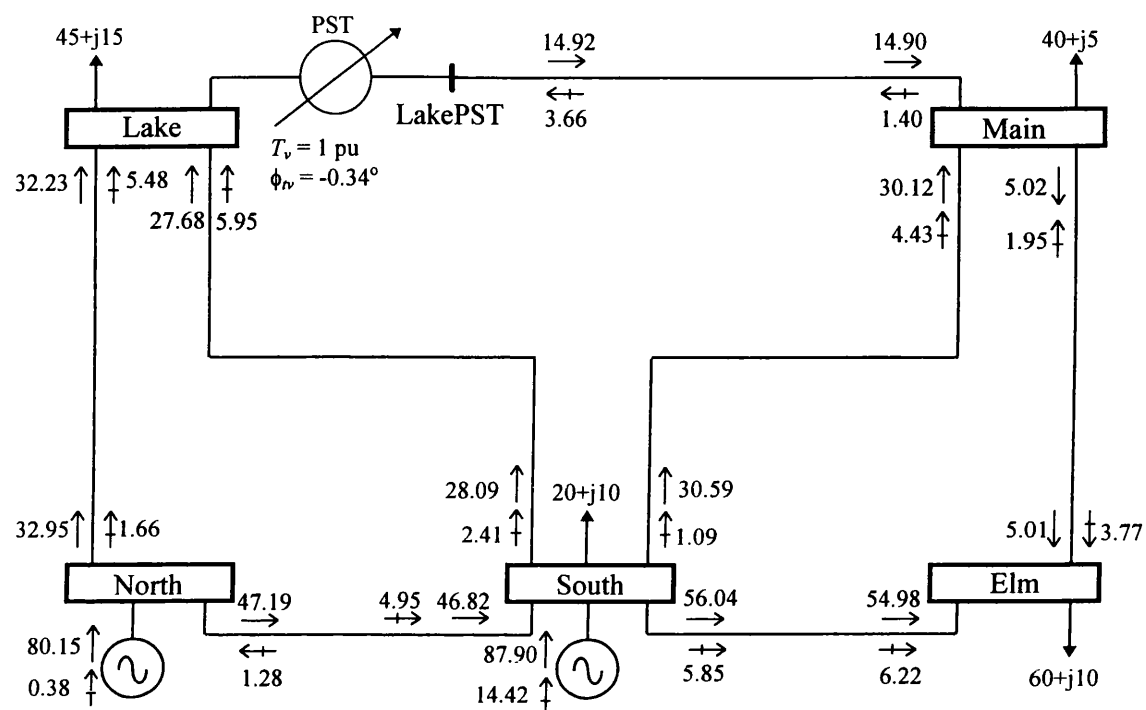 45+j15
PST
14.92
14.90
40+j5
Lake
LakePST
3.66
1.40
Main
T_v = 1 pu
ϕ_tv = -0.34°
32.23
5.48
27.68
5.95
30.12
5.02
4.43
1.95
28.09
20+j10
30.59
32.95
1.66
2.41
1.09
5.01
3.77
North
South
Elm
47.19
4.95
46.82
56.04
54.98
80.15
1.28
87.90
5.85
6.22
0.38
14.42
60+j10